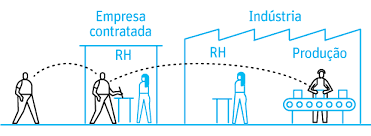 Empresa
contratada
RH
Indústria
RH
Produção